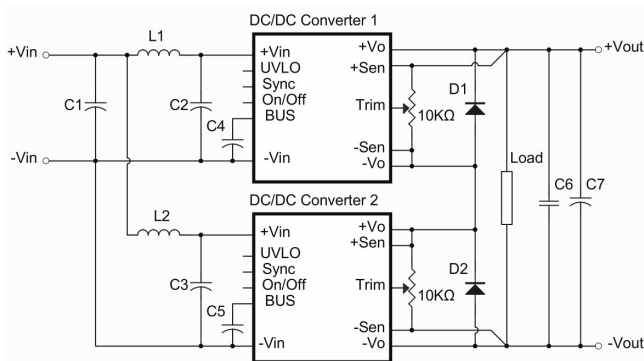 DC/DC Converter 1
L1
+Vin
+Vin
+Vo
+Vout
UVLO
+Sen
Sync
D1
C1
C2
On/Off
Trim
10KΩ
BUS
C4
-Sen
-Vin
-Vin
-Vo
Load
C6
C7
DC/DC Converter 2
L2
+Vin
+Vo
+Sen
UVLO
Sync
D2
C3
On/Off
Trim
10KΩ
BUS
C5
-Sen
-Vin
-Vo
-Vout